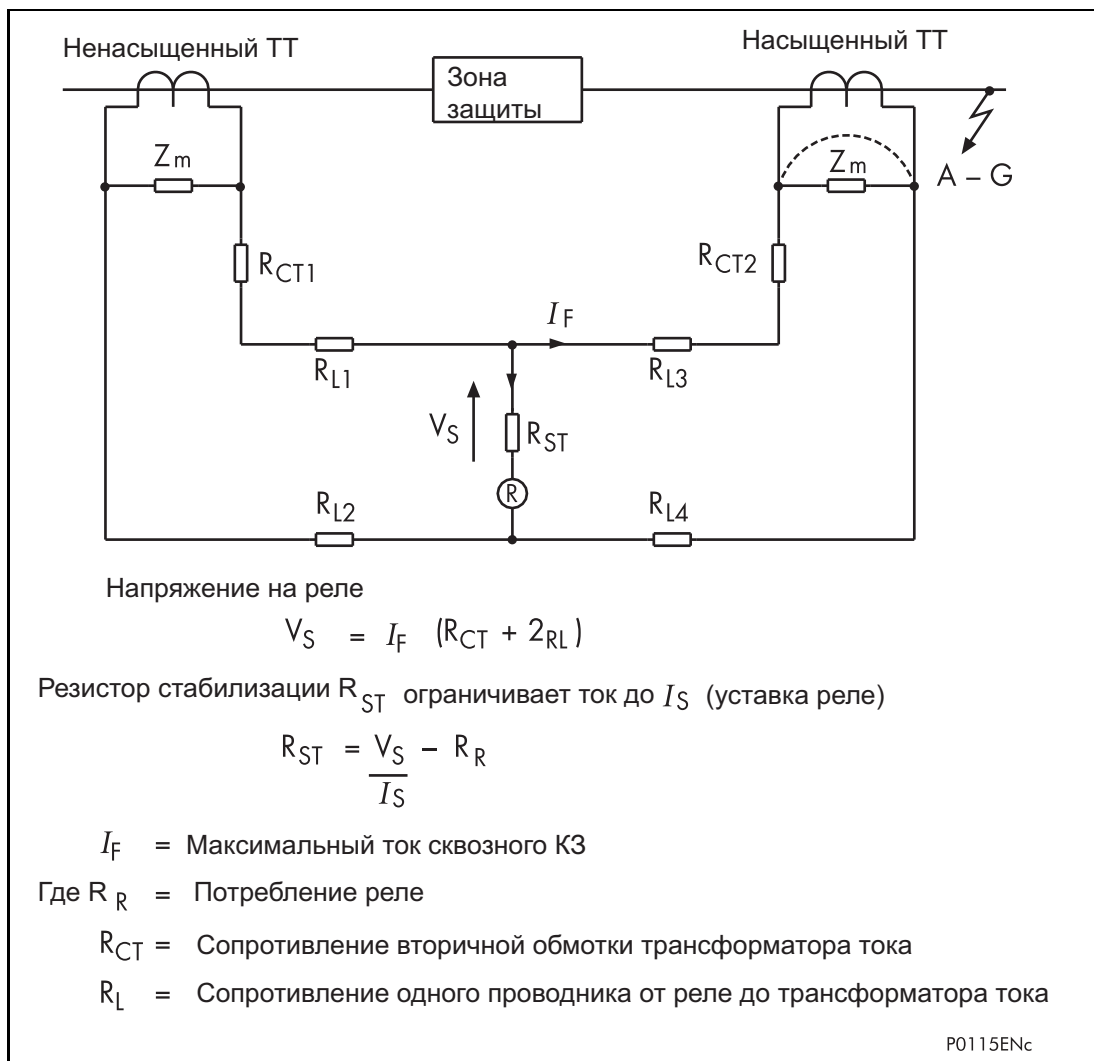 Ненасыщенный ТТ
Насыщенный ТТ
Зона
защиты
Zm
Zm
A – G
RCT1
RCT2
IF
RL1
RL3
VS
RST
R
RL2
RL4
Напряжение на реле
VS = IF (RCT + 2RL)
Резистор стабилизации RST ограничивает ток до IS (уставка реле)
RST = VS – RR
IS
IF = Максимальный ток сквозного КЗ
Где RR = Потребление реле
RCT = Сопротивление вторичной обмотки трансформатора тока
RL = Сопротивление одного проводника от реле до трансформатора тока
P0115ENc